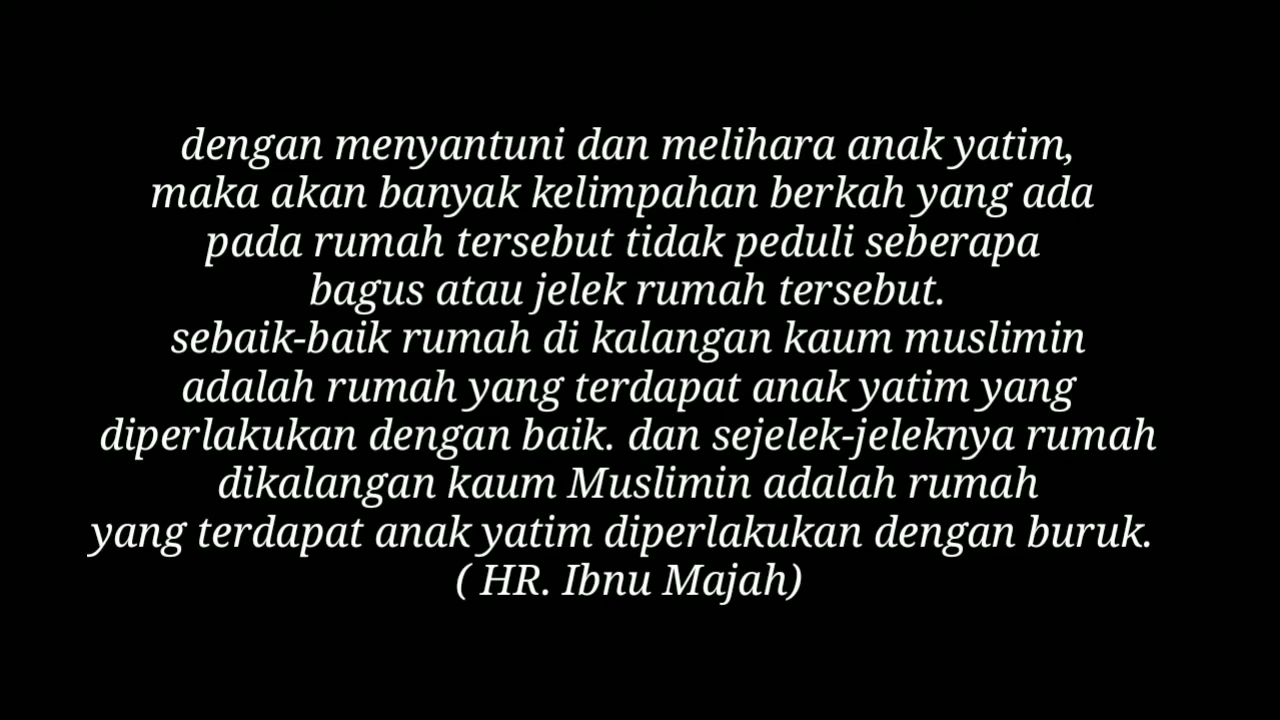 dengan menyantuni dan melihara anak yatim,
maka akan banyak kelimpahan berkah yang ada
pada rumah tersebut tidak peduli seberapa
bagus atau jelek rumah tersebut.
sebaik-baik rumah di kalangan kaum muslimin
adalah rumah yang terdapat anak yatim yang
diperlakukan dengan baik. dan sejelek-jeleknya rumah
dikalangan kaum Muslimin adalah rumah
yang terdapat anak yatim diperlakukan dengan buruk.
( HR. Ibnu Majah)